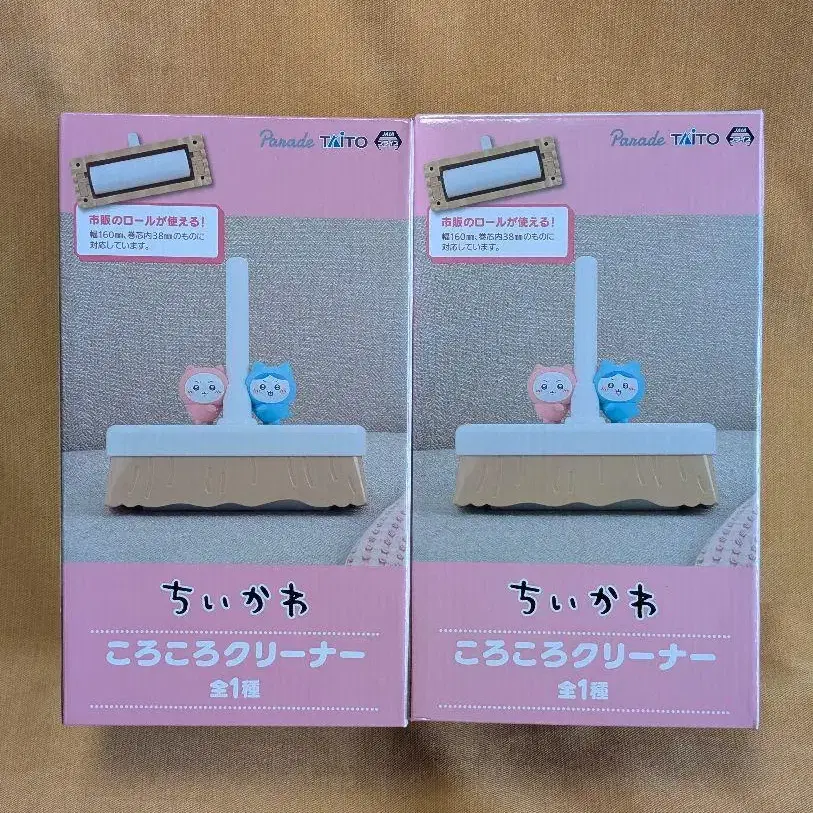 Parade TAITO JAIA
市販のロールが使える!
幅160mm、巻芯内38mmのものに
対応しています。
ちいかわ
ころころクリーナー
全1種
Parade TAITO JAIA
市販のロールが使える!
幅160mm、巻芯内38mmのものに
対応しています。
ちいかわ
ころころクリーナー
全1種